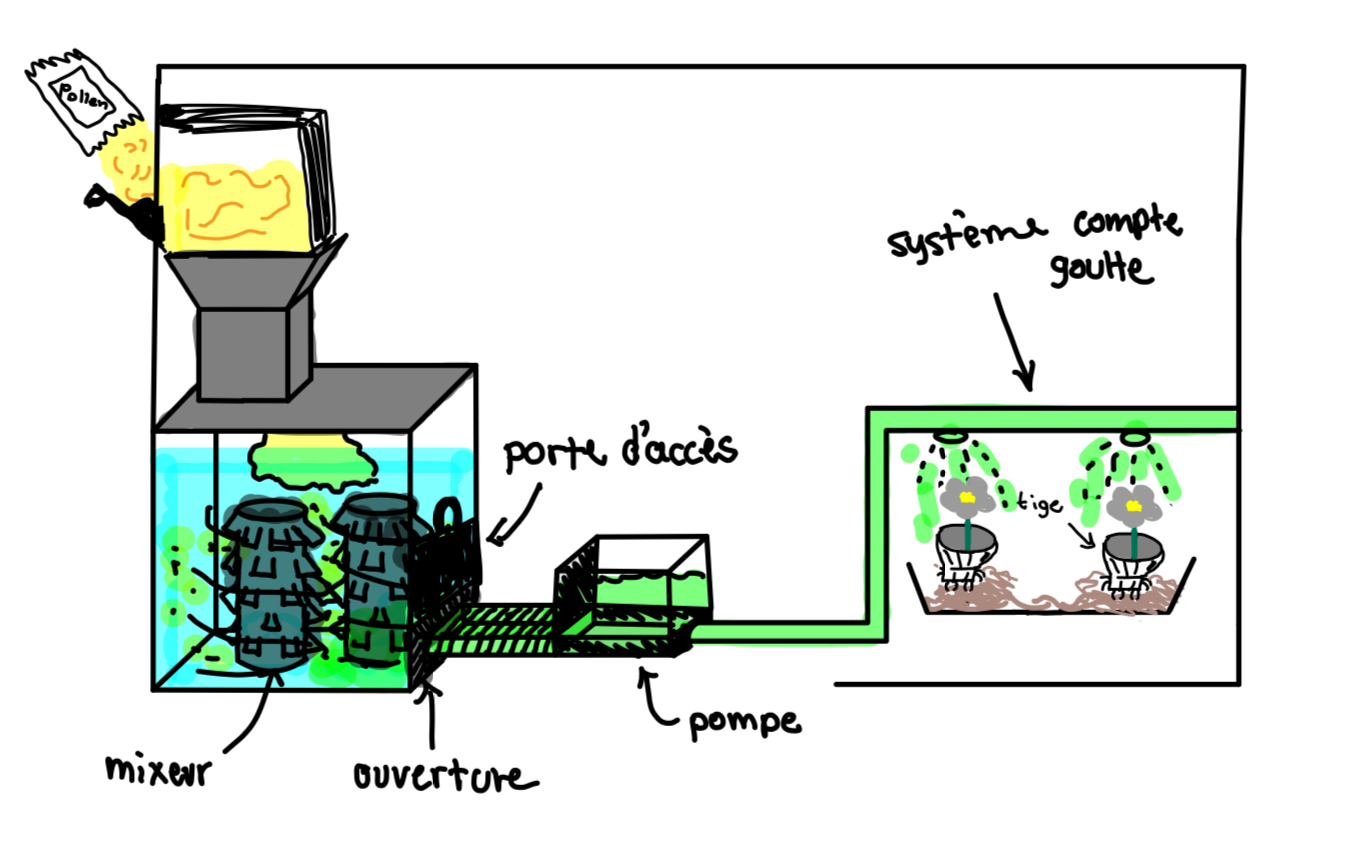 Pollen
système compte
goutte
porte d'accès
tige
pompe
mixeur
ouverture